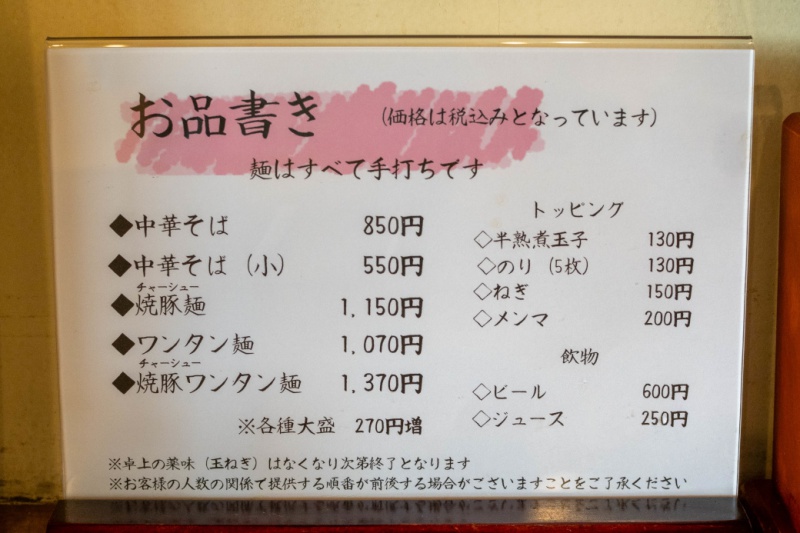 お品書き （価格は税込みとなっています）
麺はすべて手打ちです
◆中華そば 850円
◆中華そば（小） 550円
チャーシュー
◆焼豚麺 1,150円
◆ワンタン麺 1,070円
チャーシュー
◆焼豚ワンタン麺 1,370円
※各種大盛 270円増
トッピング
◇半熟煮玉子 130円
◇のり（5枚） 130円
◇ねぎ 150円
◇メンマ 200円
飲物
◇ビール 600円
◇ジュース 250円
※卓上の薬味（玉ねぎ）はなくなり次第終了となります
※お客様の人数の関係で提供する順番が前後する場合がございますことをご了承ください